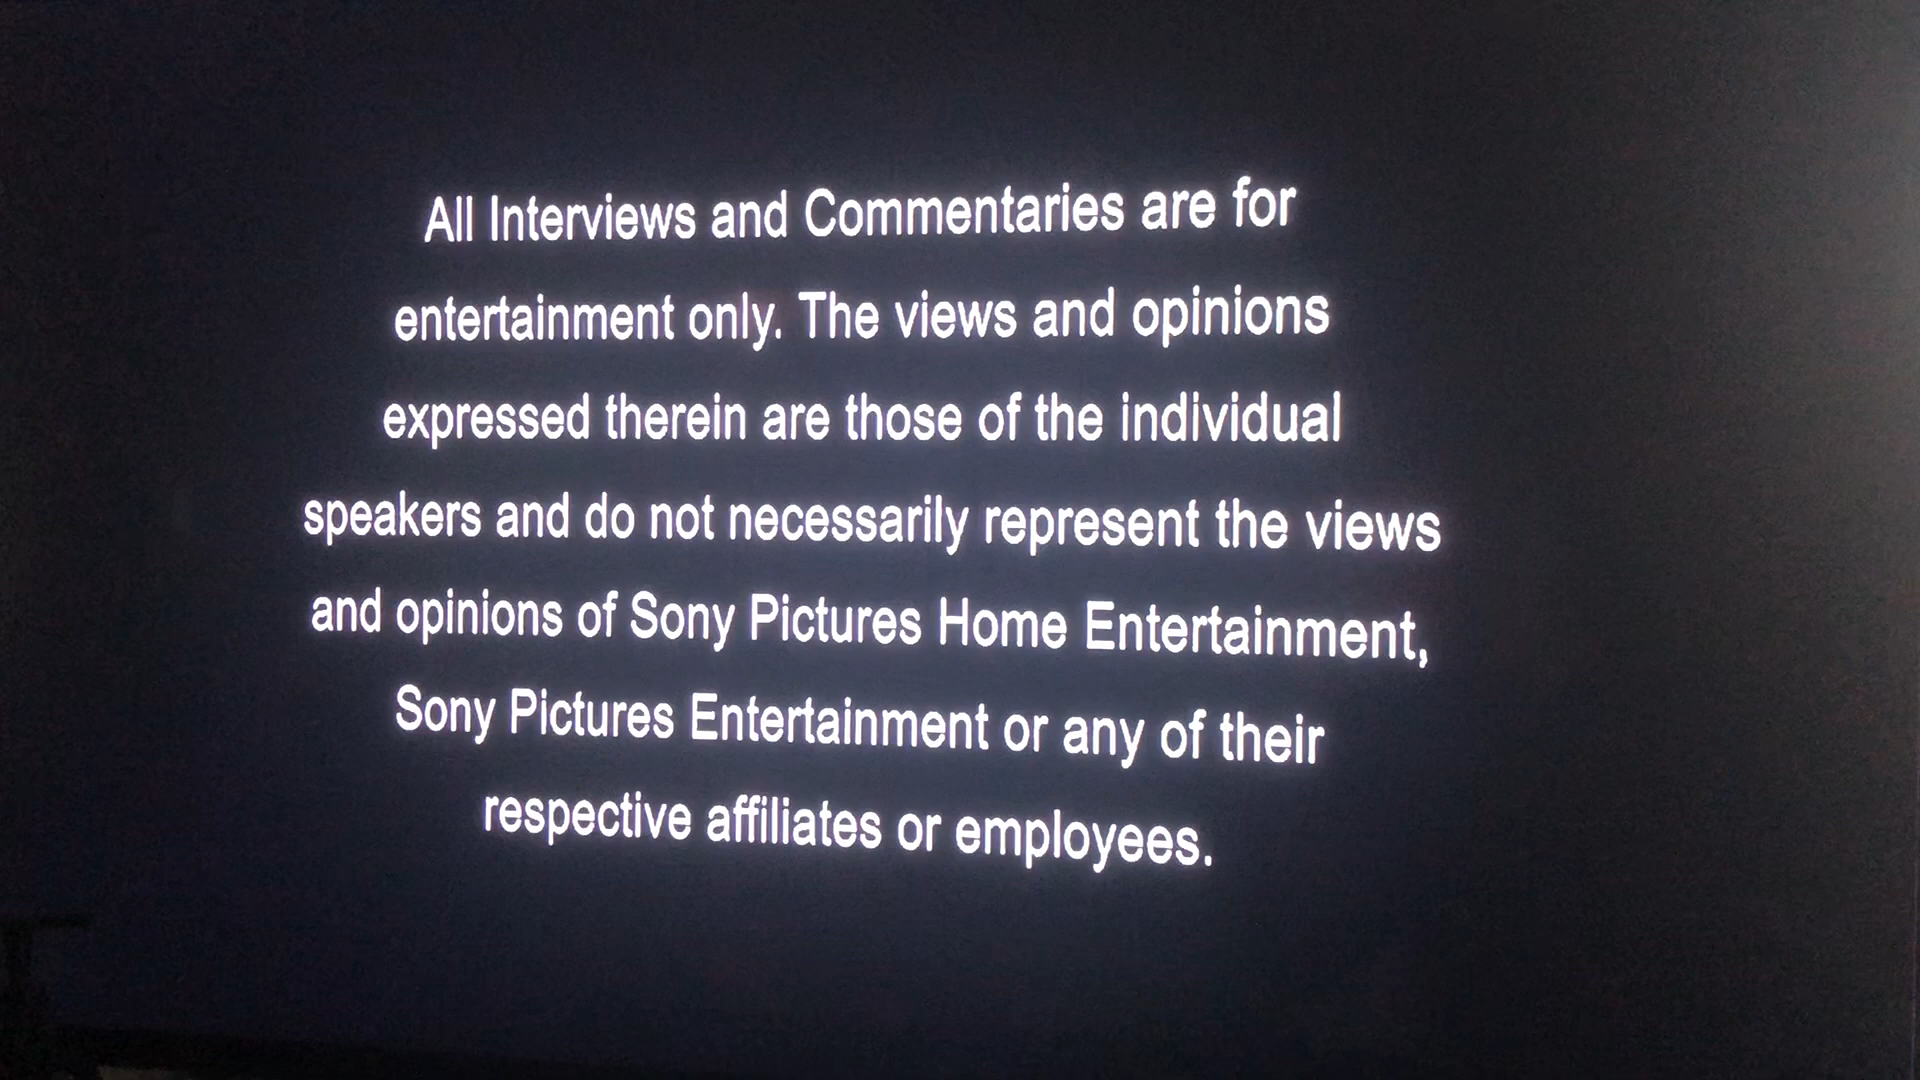 All Interviews and Commentaries are for
entertainment only. The views and opinions
expressed therein are those of the individual
speakers and do not necessarily represent the views
and opinions of Sony Pictures Home Entertainment,
Sony Pictures Entertainment or any of their
respective affiliates or employees.